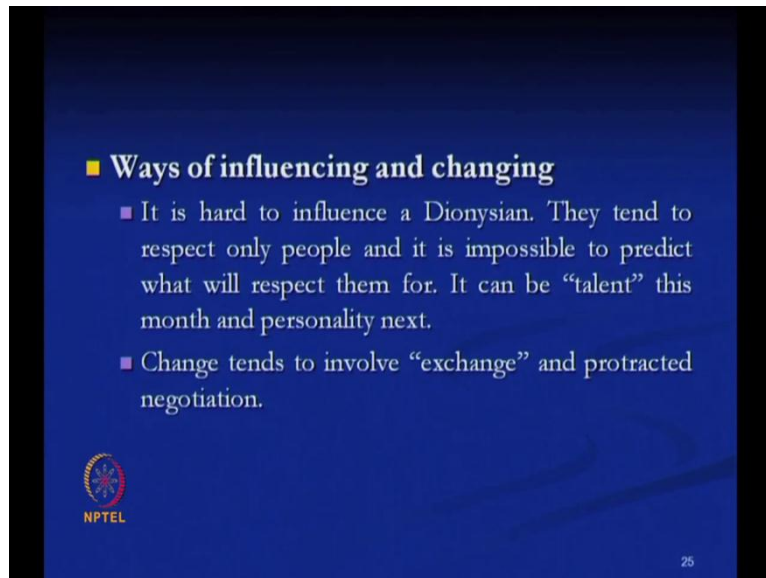 Ways of influencing and changing
It is hard to influence a Dionysian. They tend to
respect only people and it is impossible to predict
what will respect them for. It can be “talent” this
month and personality next.
Change tends to involve “exchange” and protracted
negotiation.
NPTEL
25